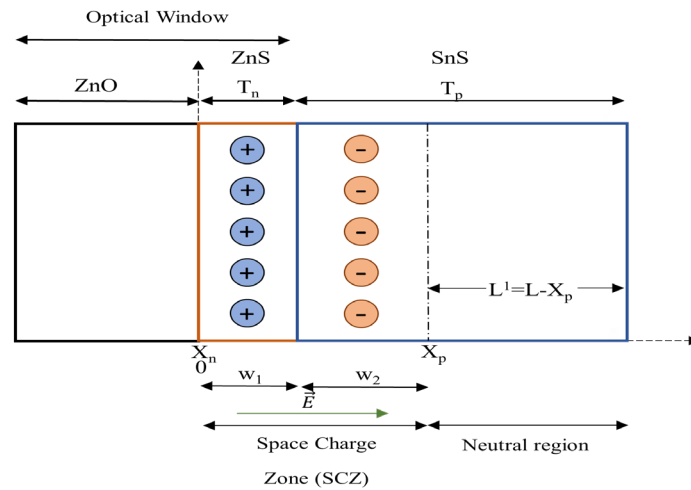 Optical Window
ZnS
SnS
ZnO
Tn
Tp
+ -
+ -
+ -
+ -
+ -
L¹=L-Xp
Xn
0
Xp
w₁
w₂
E⃗
Space Charge
Zone (SCZ)
Neutral region